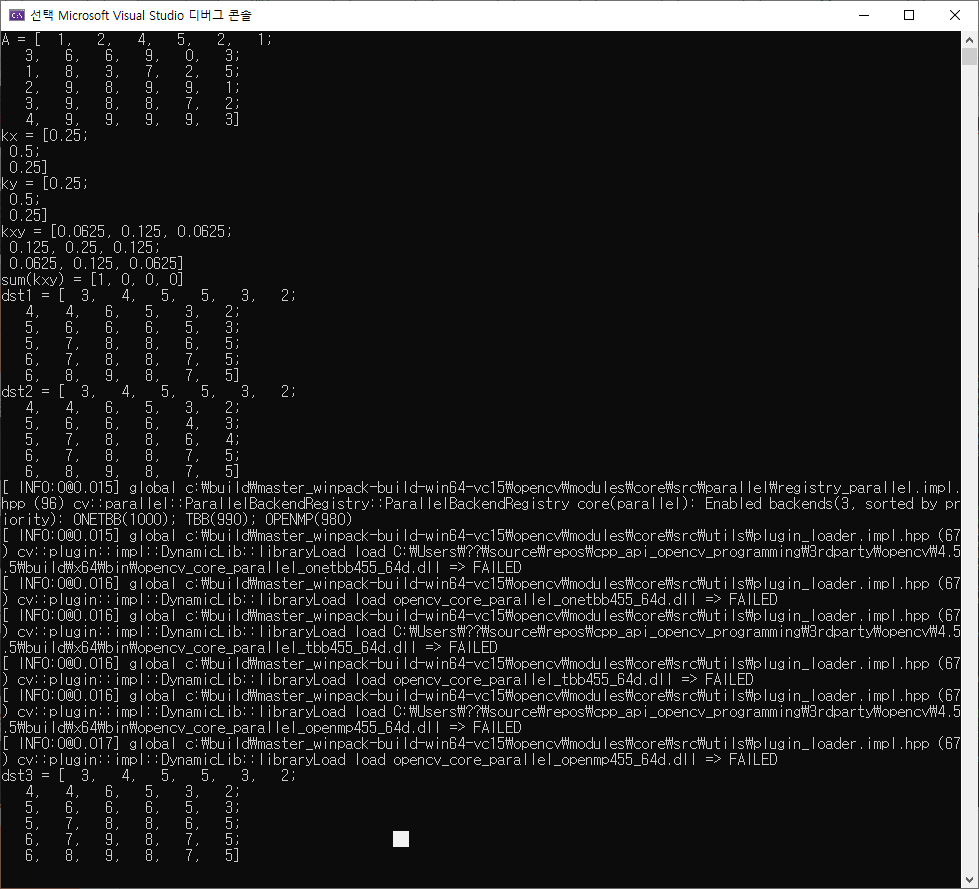 선택 Microsoft Visual Studio 디버그 콘솔
A = [  1,   2,   4,   5,   2,   1;
   3,   6,   6,   9,   0,   3;
   1,   8,   3,   7,   2,   5;
   2,   9,   8,   9,   9,   1;
   3,   9,   8,   8,   7,   2;
   4,   9,   9,   9,   9,   3]
kx = [0.25;
 0.5;
 0.25]
ky = [0.25;
 0.5;
 0.25]
kxy = [0.0625, 0.125, 0.0625;
 0.125, 0.25, 0.125;
 0.0625, 0.125, 0.0625]
sum(kxy) = [1, 0, 0, 0]
dst1 = [  3,   4,   5,   5,   3,   2;
   4,   4,   6,   5,   3,   2;
   5,   6,   6,   6,   5,   3;
   5,   7,   8,   8,   6,   5;
   6,   7,   8,   8,   7,   5;
   6,   8,   9,   8,   7,   5]
dst2 = [  3,   4,   5,   5,   3,   2;
   4,   4,   6,   5,   3,   2;
   5,   6,   6,   6,   4,   3;
   5,   7,   8,   8,   6,   4;
   6,   7,   8,   8,   7,   5;
   6,   8,   9,   8,   7,   5]
[ INFO:0@0.015] global c:\build\master_winpack-build-win64-vc15\opencv\modules\core\src\parallel\registry_parallel.impl.
hpp (96) cv::parallel::ParallelBackendRegistry::ParallelBackendRegistry core(parallel): Enabled backends(3, sorted by pr
iority): ONETBB(1000); TBB(990); OPENMP(980)
[ INFO:0@0.015] global c:\build\master_winpack-build-win64-vc15\opencv\modules\core\src\utils\plugin_loader.impl.hpp (67
) cv::plugin::impl::DynamicLib::libraryLoad load C:\Users\??\source\repos\cpp_api_opencv_programming\3rdparty\opencv\4.5
.5\build\x64\bin\opencv_core_parallel_onetbb455_64d.dll => FAILED
[ INFO:0@0.016] global c:\build\master_winpack-build-win64-vc15\opencv\modules\core\src\utils\plugin_loader.impl.hpp (67
) cv::plugin::impl::DynamicLib::libraryLoad load opencv_core_parallel_onetbb455_64d.dll => FAILED
[ INFO:0@0.016] global c:\build\master_winpack-build-win64-vc15\opencv\modules\core\src\utils\plugin_loader.impl.hpp (67
) cv::plugin::impl::DynamicLib::libraryLoad load C:\Users\??\source\repos\cpp_api_opencv_programming\3rdparty\opencv\4.5
.5\build\x64\bin\opencv_core_parallel_tbb455_64d.dll => FAILED
[ INFO:0@0.016] global c:\build\master_winpack-build-win64-vc15\opencv\modules\core\src\utils\plugin_loader.impl.hpp (67
) cv::plugin::impl::DynamicLib::libraryLoad load opencv_core_parallel_tbb455_64d.dll => FAILED
[ INFO:0@0.016] global c:\build\master_winpack-build-win64-vc15\opencv\modules\core\src\utils\plugin_loader.impl.hpp (67
) cv::plugin::impl::DynamicLib::libraryLoad load C:\Users\??\source\repos\cpp_api_opencv_programming\3rdparty\opencv\4.5
.5\build\x64\bin\opencv_core_parallel_openmp455_64d.dll => FAILED
[ INFO:0@0.017] global c:\build\master_winpack-build-win64-vc15\opencv\modules\core\src\utils\plugin_loader.impl.hpp (67
) cv::plugin::impl::DynamicLib::libraryLoad load opencv_core_parallel_openmp455_64d.dll => FAILED
dst3 = [  3,   4,   5,   5,   3,   2;
   4,   4,   6,   5,   3,   2;
   5,   6,   6,   6,   5,   3;
   5,   7,   8,   8,   6,   5;
   6,   7,   9,   8,   7,   5;
   6,   8,   9,   8,   7,   5]